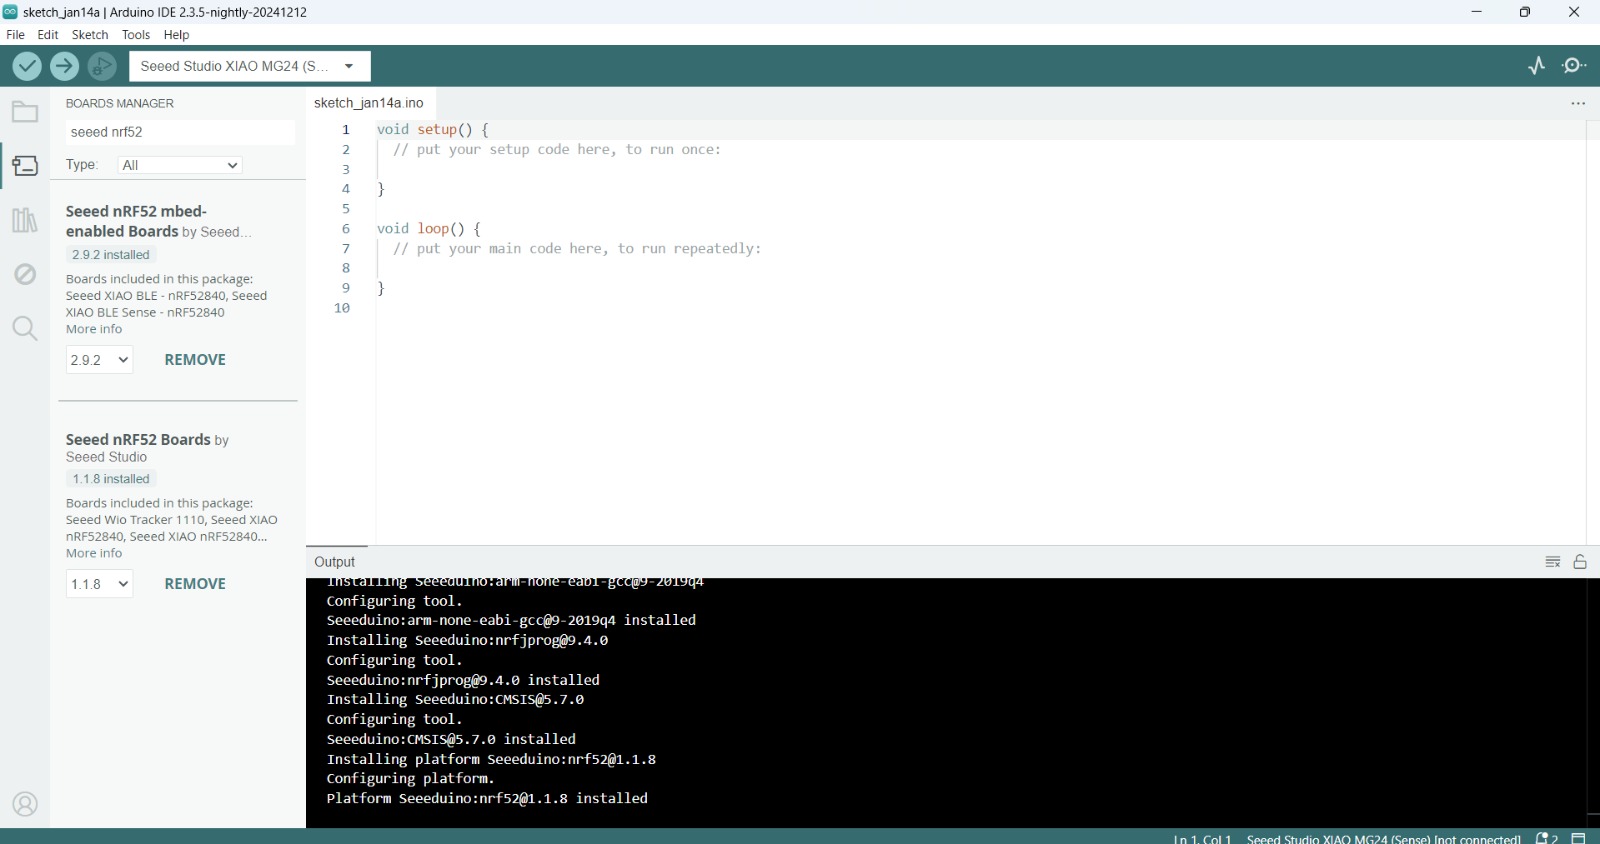 sketch_jan14a | Arduino IDE 2.3.5-nightly-20241212
File Edit Sketch Tools Help
Seeed Studio XIAO MG24 (S...
BOARDS MANAGER
seeed nrf52
Type: All
Seeed nRF52 mbed-
enabled Boards by Seeed...
2.9.2 installed
Boards included in this package:
Seeed XIAO BLE - nRF52840, Seeed
XIAO BLE Sense - nRF52840
More info
2.9.2 REMOVE
Seeed nRF52 Boards by
Seeed Studio
1.1.8 installed
Boards included in this package:
Seeed Wio Tracker 1110, Seeed XIAO
nRF52840, Seeed XIAO nRF52840...
More info
1.1.8 REMOVE
sketch_jan14a.ino
1 void setup() {
2 // put your setup code here, to run once:
3
4 }
5
6 void loop() {
7 // put your main code here, to run repeatedly:
8
9 }
10
Output
Installing Seeeduino:arm-none-eabi-gcc@9-2019q4
Configuring tool.
Seeeduino:arm-none-eabi-gcc@9-2019q4 installed
Installing Seeeduino:nrfjprog@9.4.0
Configuring tool.
Seeeduino:nrfjprog@9.4.0 installed
Installing Seeeduino:CMSIS@5.7.0
Configuring tool.
Seeeduino:CMSIS@5.7.0 installed
Installing platform Seeeduino:nrf52@1.1.8
Configuring platform.
Platform Seeeduino:nrf52@1.1.8 installed
Ln 1, Col 1 Seeed Studio XIAO MG24 (Sense) [not connected] 2